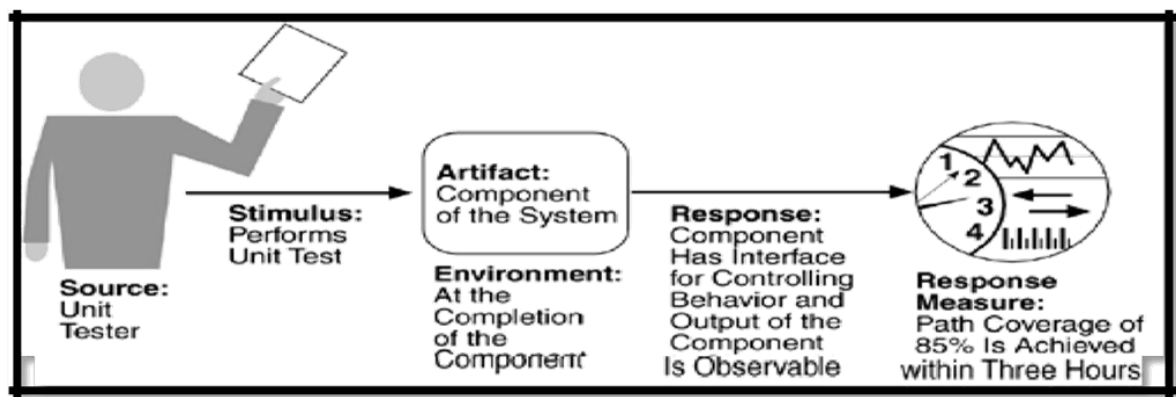 Source:
Unit
Tester
Stimulus:
Performs
Unit Test
Artifact:
Component
of the System
Environment:
At the
Completion
of the
Component
Response:
Component
Has Interface
for Controlling
Behavior and
Output of the
Component
Is Observable
1
2
3
4
Response
Measure:
Path Coverage of
85% Is Achieved
within Three Hours